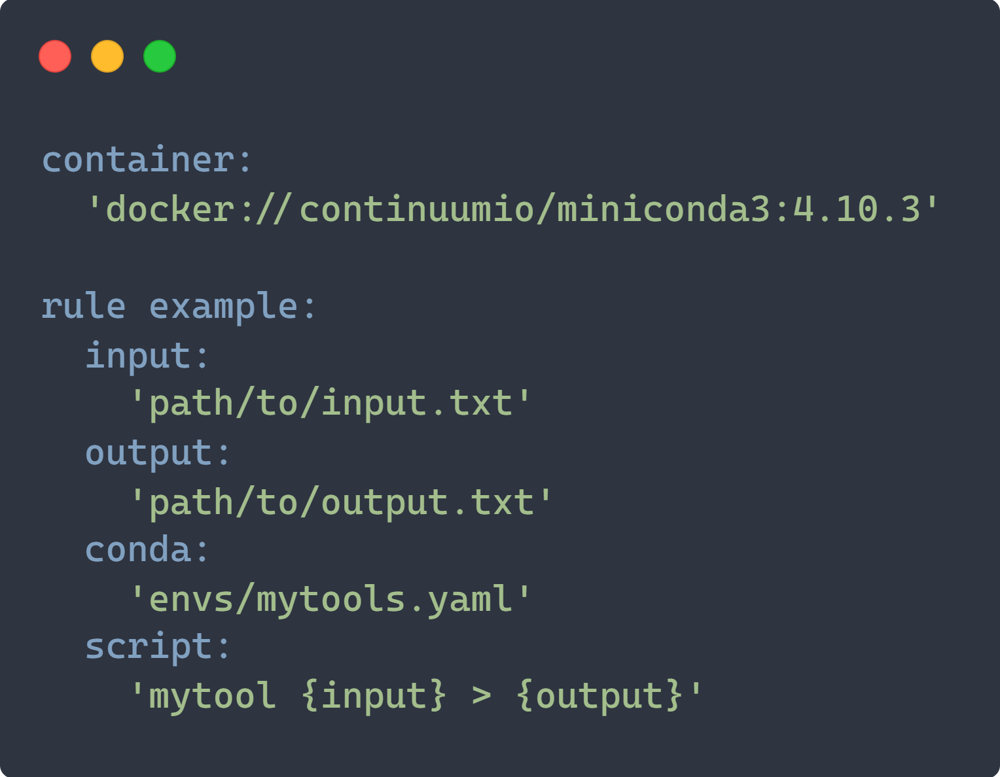 container:
  'docker://continuumio/miniconda3:4.10.3'

rule example:
  input:
    'path/to/input.txt'
  output:
    'path/to/output.txt'
  conda:
    'envs/mytools.yaml'
  script:
    'mytool {input} > {output}'